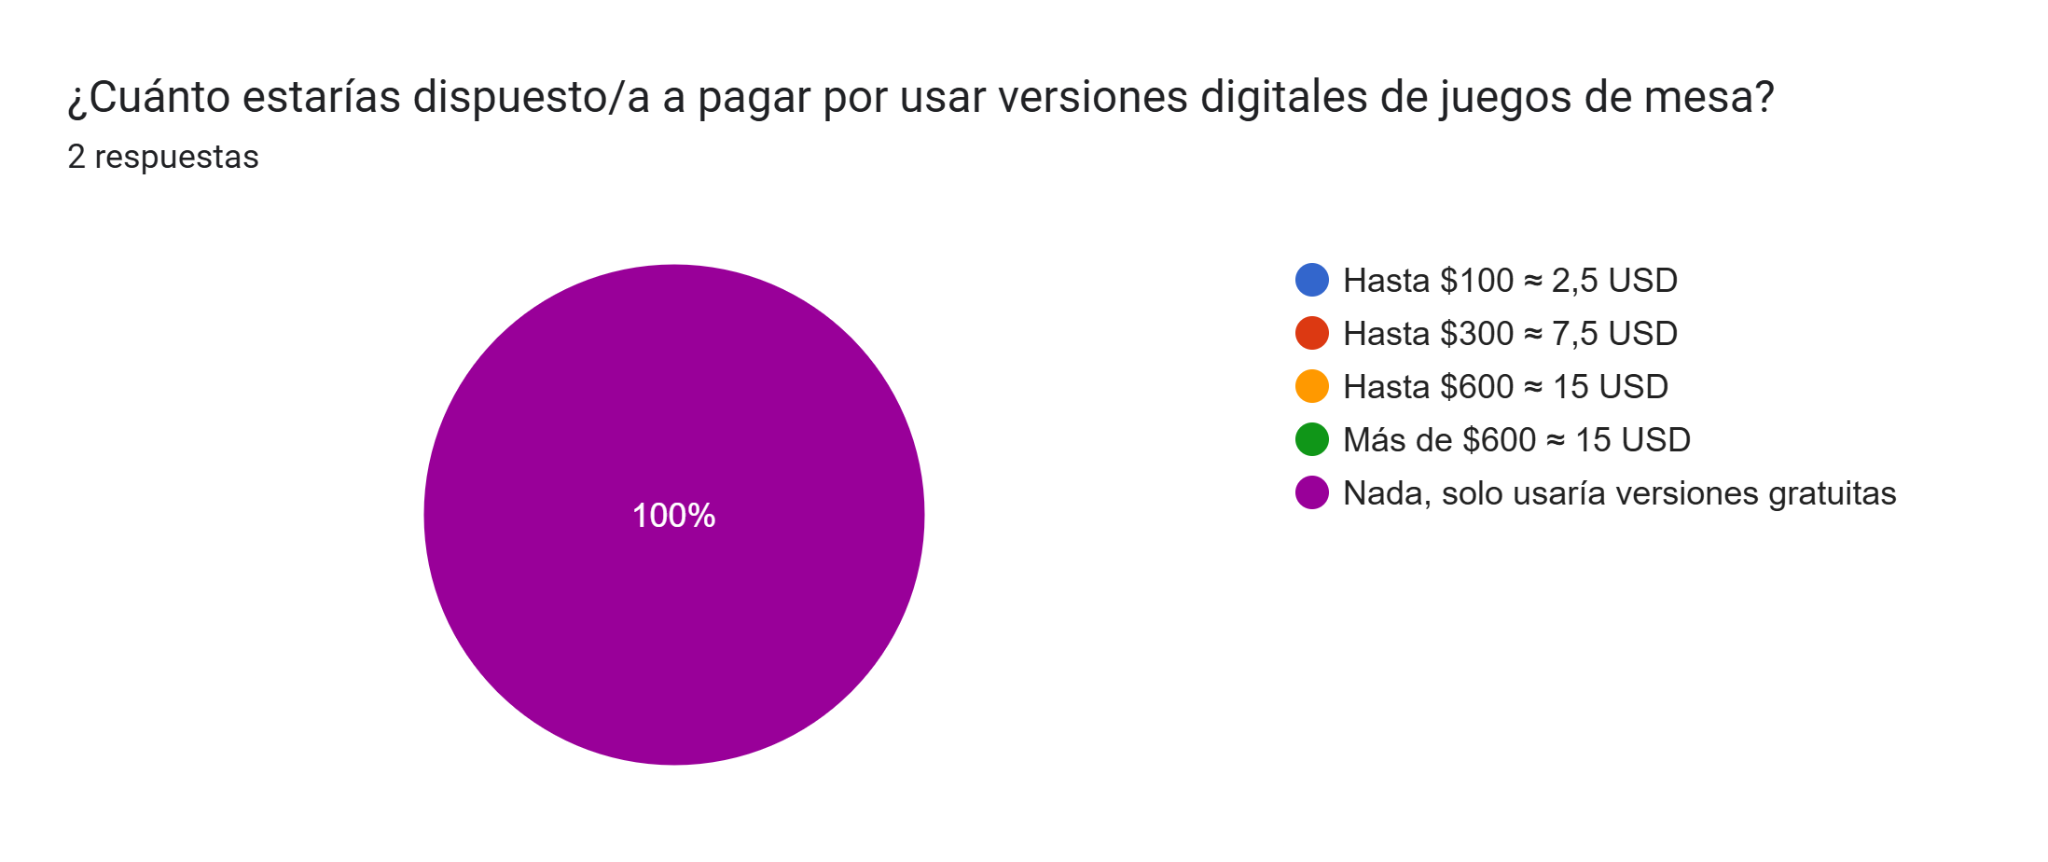 ¿Cuánto estarías dispuesto/a a pagar por usar versiones digitales de juegos de mesa?
2 respuestas
100%
Hasta $100 ≈ 2,5 USD
Hasta $300 ≈ 7,5 USD
Hasta $600 ≈ 15 USD
Más de $600 ≈ 15 USD
Nada, solo usaría versiones gratuitas